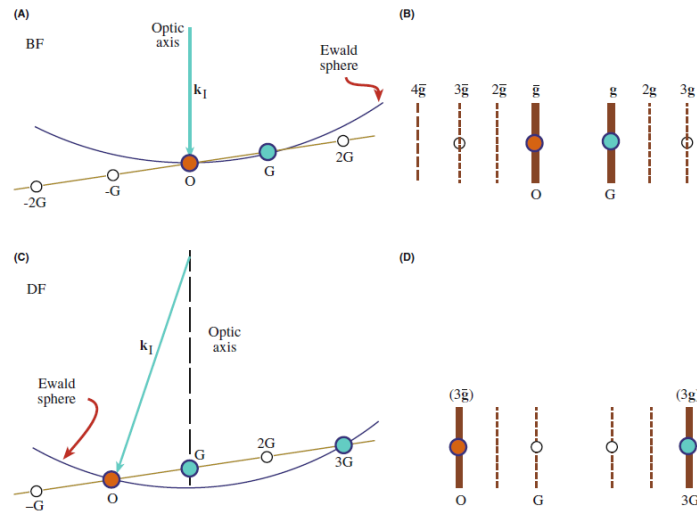 (A)
BF
Optic
axis
k_I
Ewald
sphere
O
G
2G
-G
-2G
(B)
4g̅ 3g̅ 2g̅ g̅ g 2g 3g
O G
(C)
DF
k_I
Optic
axis
Ewald
sphere
G
2G
3G
O
–G
(D)
(3g̅) (3g)
O G 3G